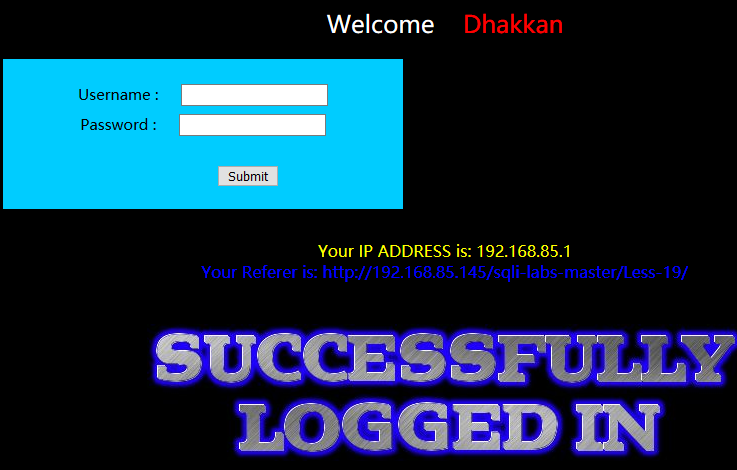 Welcome Dhakkan
Username :
Password :
Submit
Your IP ADDRESS is: 192.168.85.1
Your Referer is: http://192.168.85.145/sqli-labs-master/Less-19/
SUCCESSFULLY
LOGGED IN